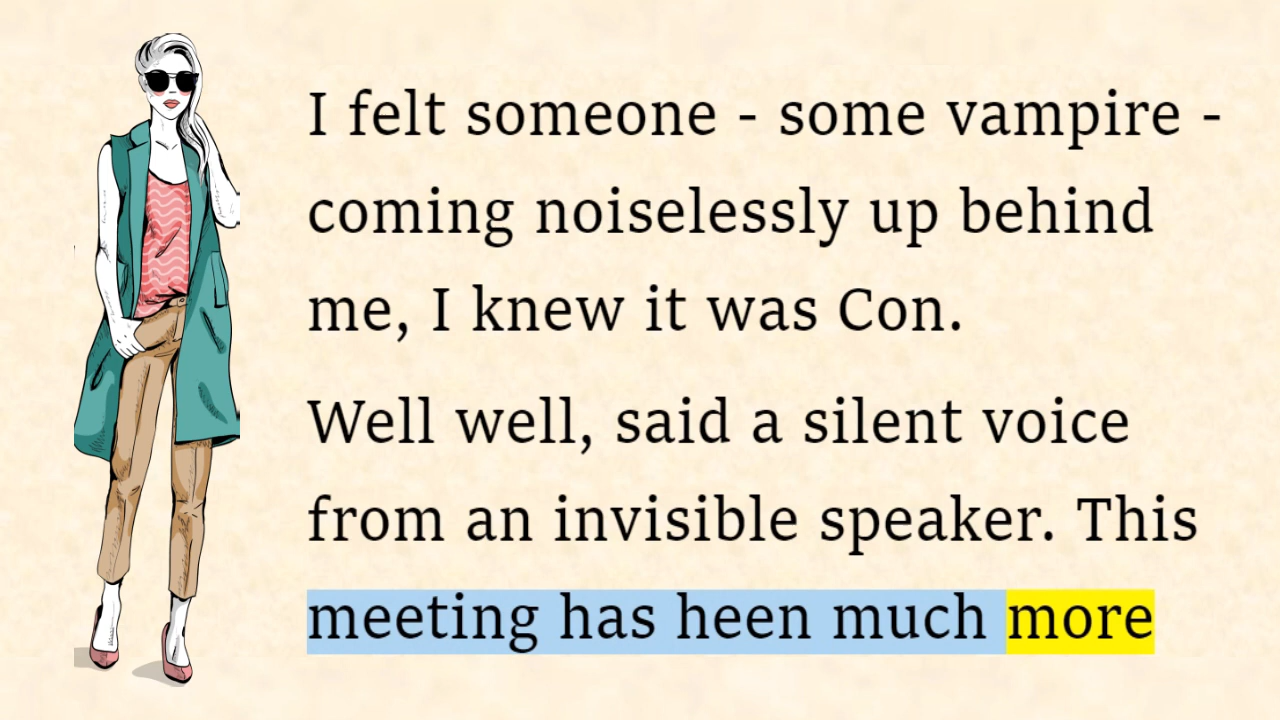 I felt someone - some vampire -
coming noiselessly up behind
me, I knew it was Con.
Well well, said a silent voice
from an invisible speaker. This
meeting has heen much more